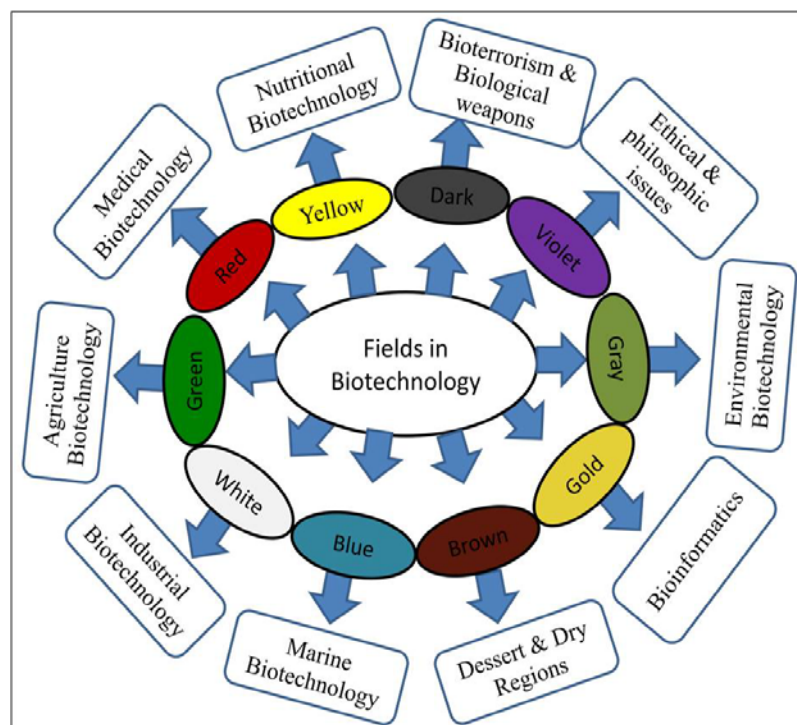 Fields in
Biotechnology
Yellow
Nutritional
Biotechnology
Dark
Bioterrorism &
Biological
weapons
Violet
Ethical &
philosophic
issues
Gray
Environmental
Biotechnology
Gold
Bioinformatics
Brown
Dessert & Dry
Regions
Blue
Marine
Biotechnology
White
Industrial
Biotechnology
Green
Agriculture
Biotechnology
Red
Medical
Biotechnology